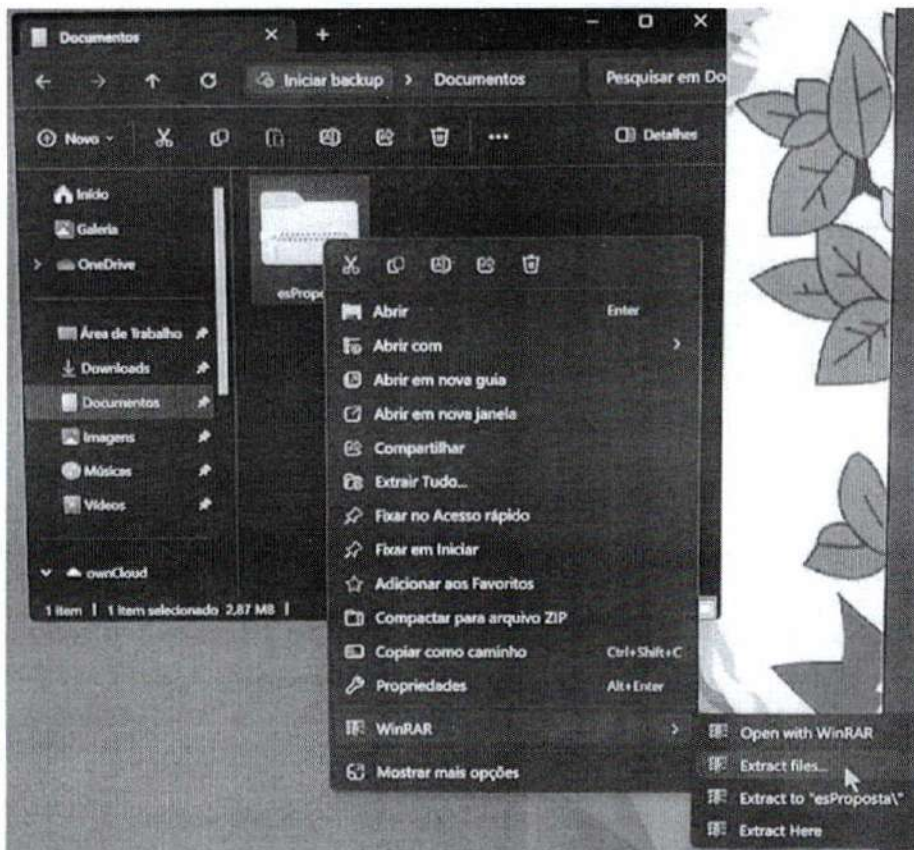 Documentos
Iniciar backup > Documentos
Pesquisar em Do
Novo
Detalhes
Início
Galeria
OneDrive
Área de Trabalho
Downloads
Documentos
Imagens
Músicas
Vídeos
ownCloud
1 item | 1 item selecionado 2,87 MB |
esPropo
Abrir Enter
Abrir com
Abrir em nova guia
Abrir em nova janela
Compartilhar
Extrair Tudo...
Fixar no Acesso rápido
Fixar em Iniciar
Adicionar aos Favoritos
Compactar para arquivo ZIP
Copiar como caminho Ctrl+Shift+C
Propriedades Alt+Enter
WinRAR
Mostrar mais opções
Open with WinRAR
Extract files...
Extract to "esProposta\"
Extract Here